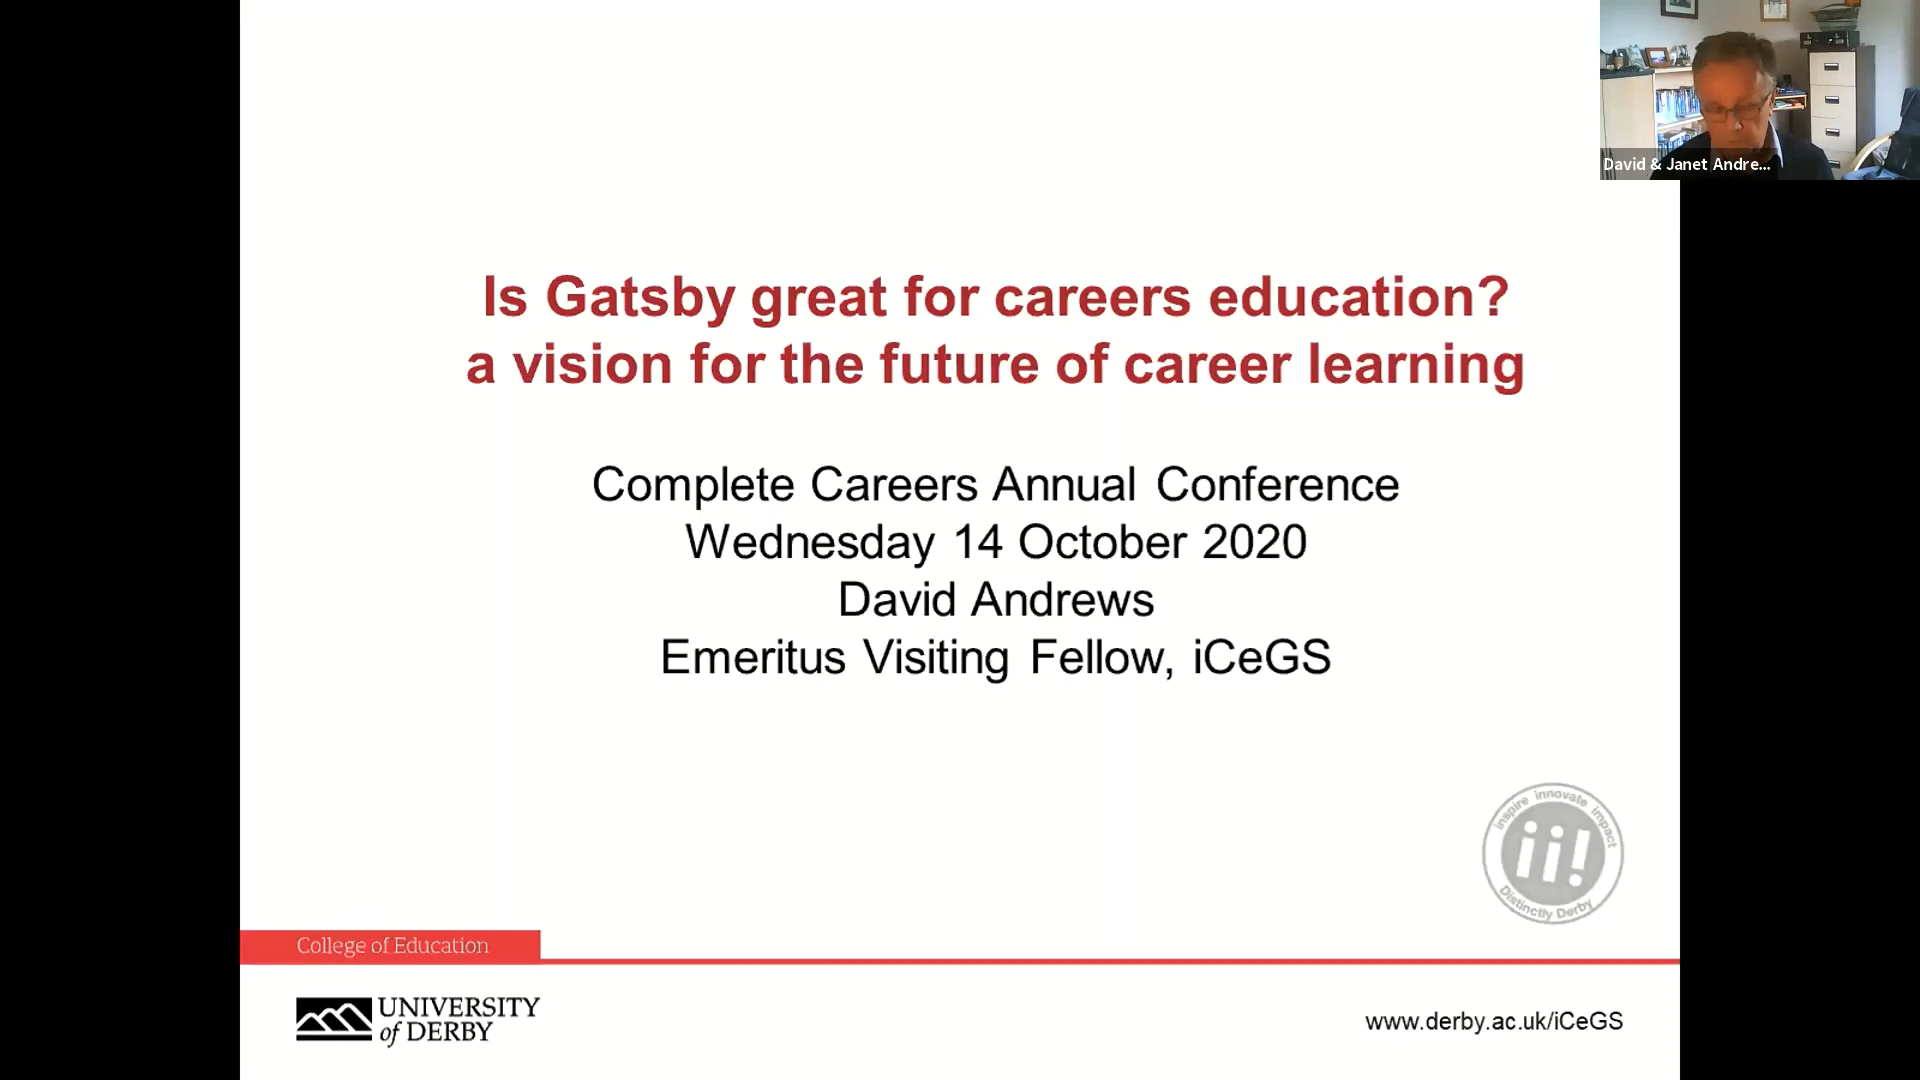 David & Janet Andre...
Is Gatsby great for careers education?
a vision for the future of career learning
Complete Careers Annual Conference
Wednesday 14 October 2020
David Andrews
Emeritus Visiting Fellow, iCeGS
inspire innovate impact
ii!
Distinctly Derby
College of Education
UNIVERSITY
of DERBY
www.derby.ac.uk/iCeGS